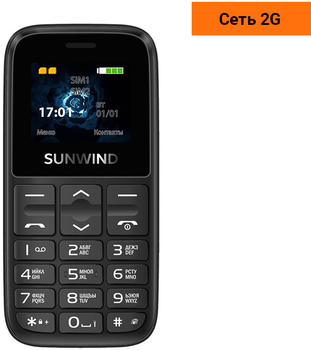 Сеть 2G
SIM1
SIM2
17:01
вт
01/01
Меню Контакты
SUNWIND
1
2 АБВГ ABC
3 ДЕЖЗ DEF
4 ИЙКЛ GHI
5 МНОП JKL
6 РСТУ MNO
7 ФХЦЧ PQRS
8 ШЩЪЫ TUV
9 ЬЭЮЯ WXYZ
* +
0
#